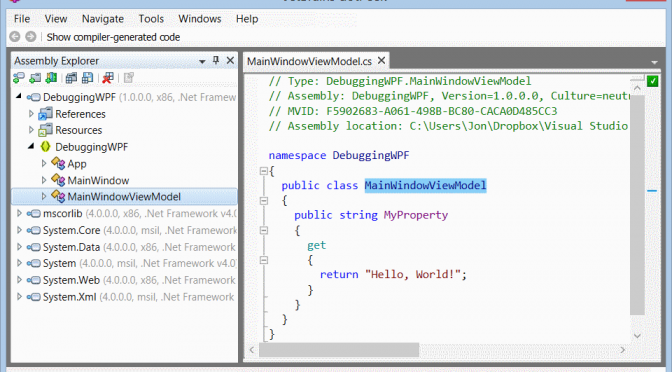 File View Navigate Tools Windows Help
Show compiler-generated code
Assembly Explorer
DebuggingWPF (1.0.0.0, x86, .Net Framew
References
Resources
DebuggingWPF
App
MainWindow
MainWindowViewModel
mscorlib (4.0.0.0, x86, .Net Framework v4.0
System.Core (4.0.0.0, msil, .Net Framework
System.Data (4.0.0.0, x86, .Net Framework
System (4.0.0.0, msil, .Net Framework v4.0)
System.Web (4.0.0.0, x86, .Net Framework
System.Xml (4.0.0.0, msil, .Net Framework
MainWindowViewModel.cs
// Type: DebuggingWPF.MainWindowViewModel
// Assembly: DebuggingWPF, Version=1.0.0.0, Culture=neutr
// MVID: F5902683-A061-498B-BC80-CACA0D485CC3
// Assembly location: C:\Users\Jon\Dropbox\Visual Studio
namespace DebuggingWPF
{
public class MainWindowViewModel
{
public string MyProperty
{
get
{
return "Hello, World!";
}
}
}
}